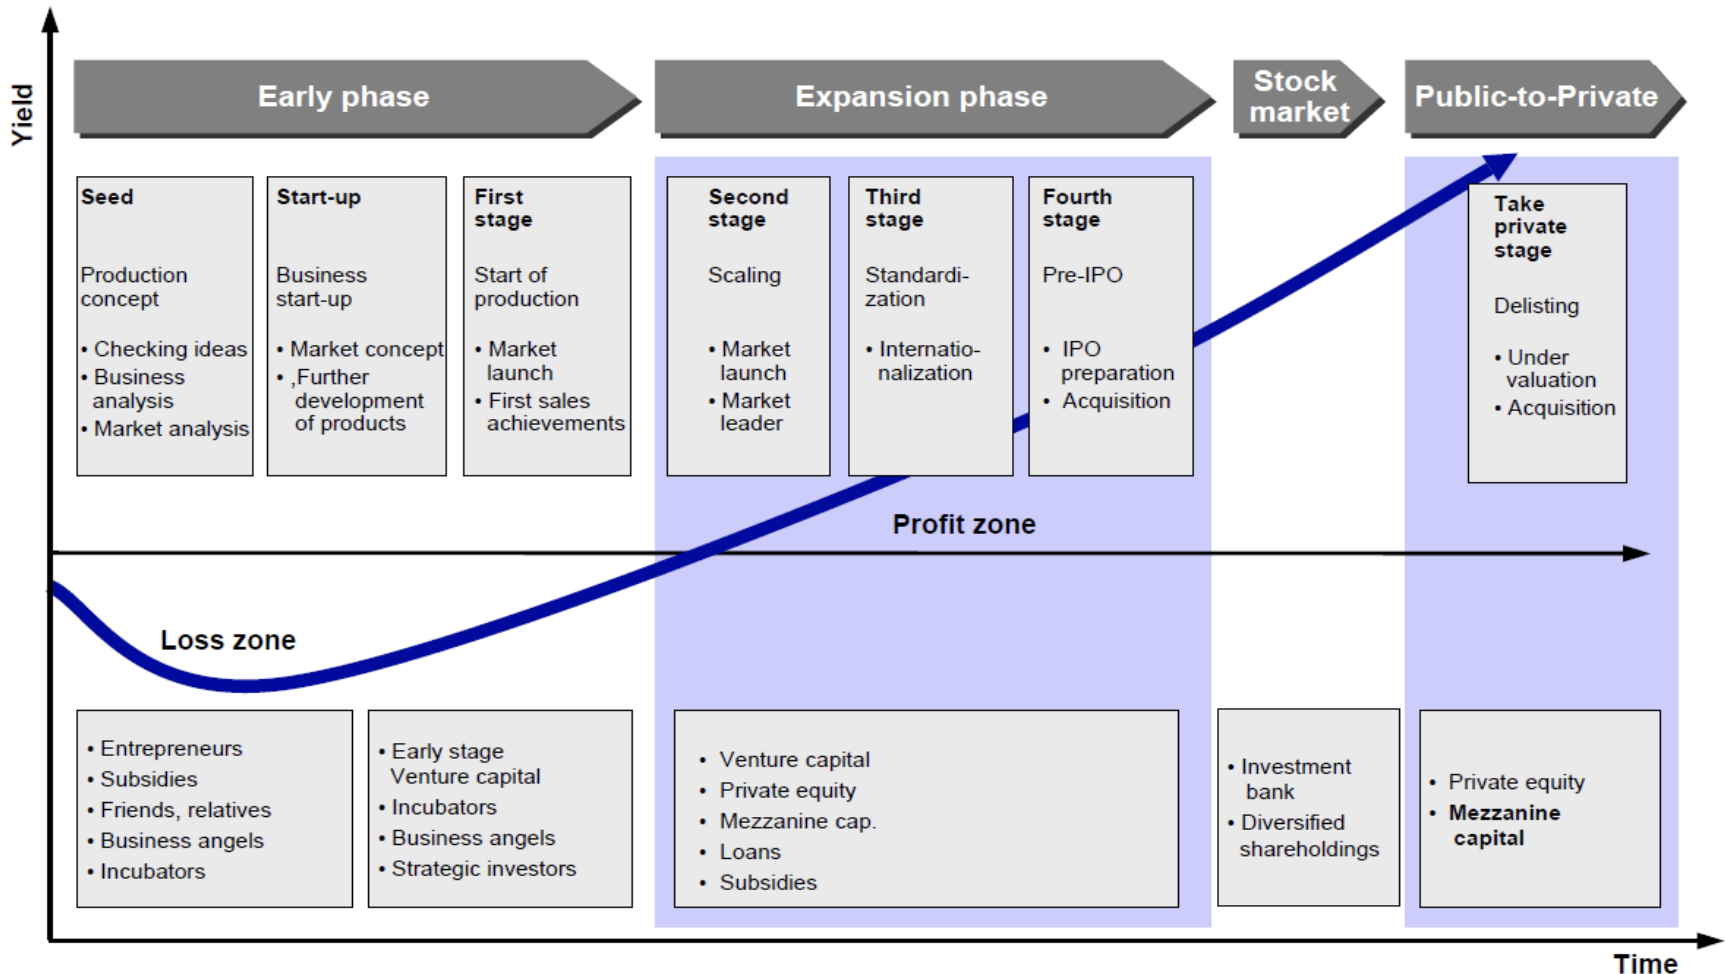 Yield
Early phase
Expansion phase
Stock
market
Public-to-Private
Seed
Production
concept
• Checking ideas
• Business
analysis
• Market analysis
Start-up
Business
start-up
• Market concept
• ,Further
development
of products
First
stage
Start of
production
• Market
launch
• First sales
achievements
Second
stage
Scaling
• Market
launch
• Market
leader
Third
stage
Standardi-
zation
• Internatio-
nalization
Fourth
stage
Pre-IPO
• IPO
preparation
• Acquisition
Take
private
stage
Delisting
• Under
valuation
• Acquisition
Profit zone
Loss zone
• Entrepreneurs
• Subsidies
• Friends, relatives
• Business angels
• Incubators
• Early stage
Venture capital
• Incubators
• Business angels
• Strategic investors
• Venture capital
• Private equity
• Mezzanine cap.
• Loans
• Subsidies
• Investment
bank
• Diversified
shareholdings
• Private equity
• Mezzanine
capital
Time